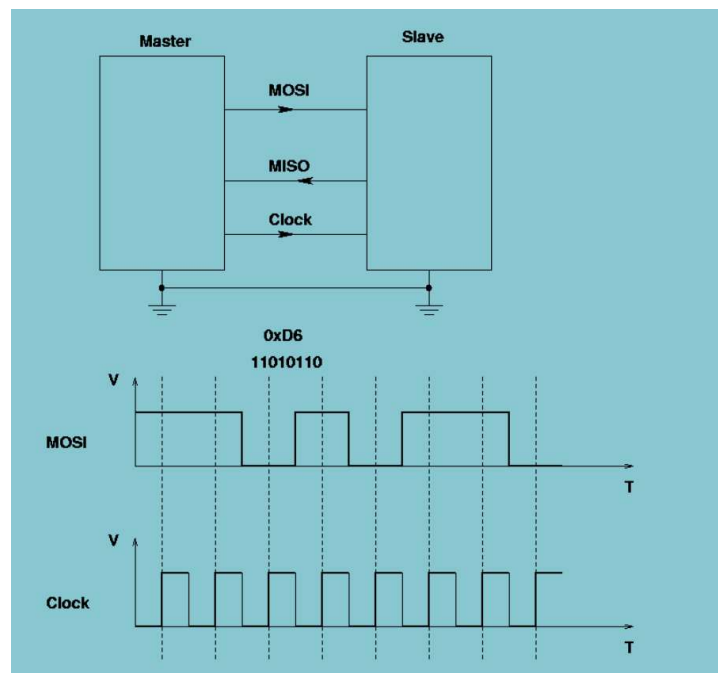 Master
Slave
MOSI
MISO
Clock
0xD6
11010110
V
MOSI
T
V
Clock
T